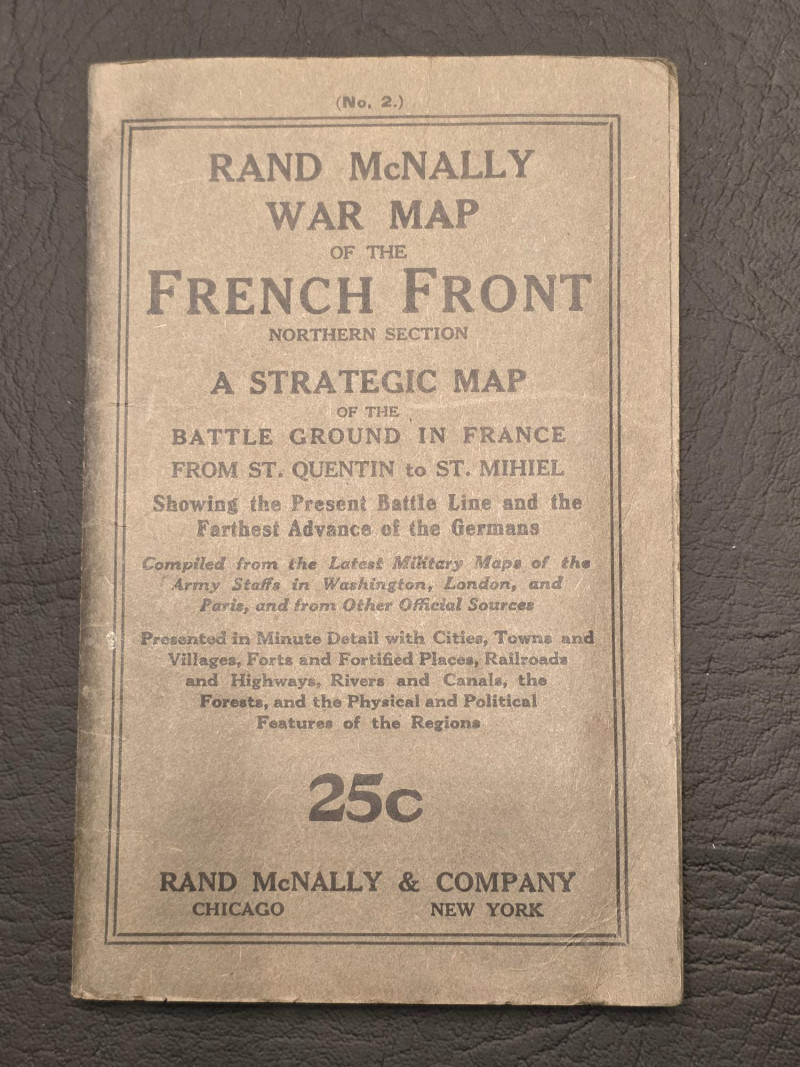 (No. 2.)
RAND McNALLY
WAR MAP
OF THE
FRENCH FRONT
NORTHERN SECTION
A STRATEGIC MAP
OF THE
BATTLE GROUND IN FRANCE
FROM ST. QUENTIN to ST. MIHIEL
Showing the Present Battle Line and the
Farthest Advance of the Germans
Compiled from the Latest Military Maps of the
Army Staffs in Washington, London, and
Paris, and from Other Official Sources
Presented in Minute Detail with Cities, Towns and
Villages, Forts and Fortified Places, Railroads
and Highways, Rivers and Canals, the
Forests, and the Physical and Political
Features of the Regions
25c
RAND McNALLY & COMPANY
CHICAGO NEW YORK